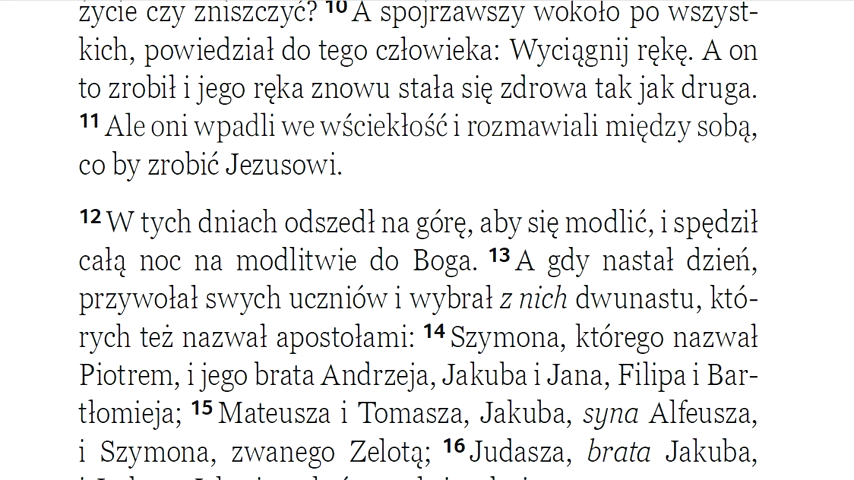 życie czy zniszczyć? 10 A spojrzawszy wokoło po wszyst-
kich, powiedział do tego człowieka: Wyciągnij rękę. A on
to zrobił i jego ręka znowu stała się zdrowa tak jak druga.
11 Ale oni wpadli we wściekłość i rozmawiali między sobą,
co by zrobić Jezusowi.
12 W tych dniach odszedł na górę, aby się modlić, i spędził
całą noc na modlitwie do Boga. 13 A gdy nastał dzień,
przywołał swych uczniów i wybrał z nich dwunastu, któ-
rych też nazwał apostołami: 14 Szymona, którego nazwał
Piotrem, i jego brata Andrzeja, Jakuba i Jana, Filipa i Bar-
tłomieja; 15 Mateusza i Tomasza, Jakuba, syna Alfeusza,
i Szymona, zwanego Zelotą; 16 Judasza, brata Jakuba,